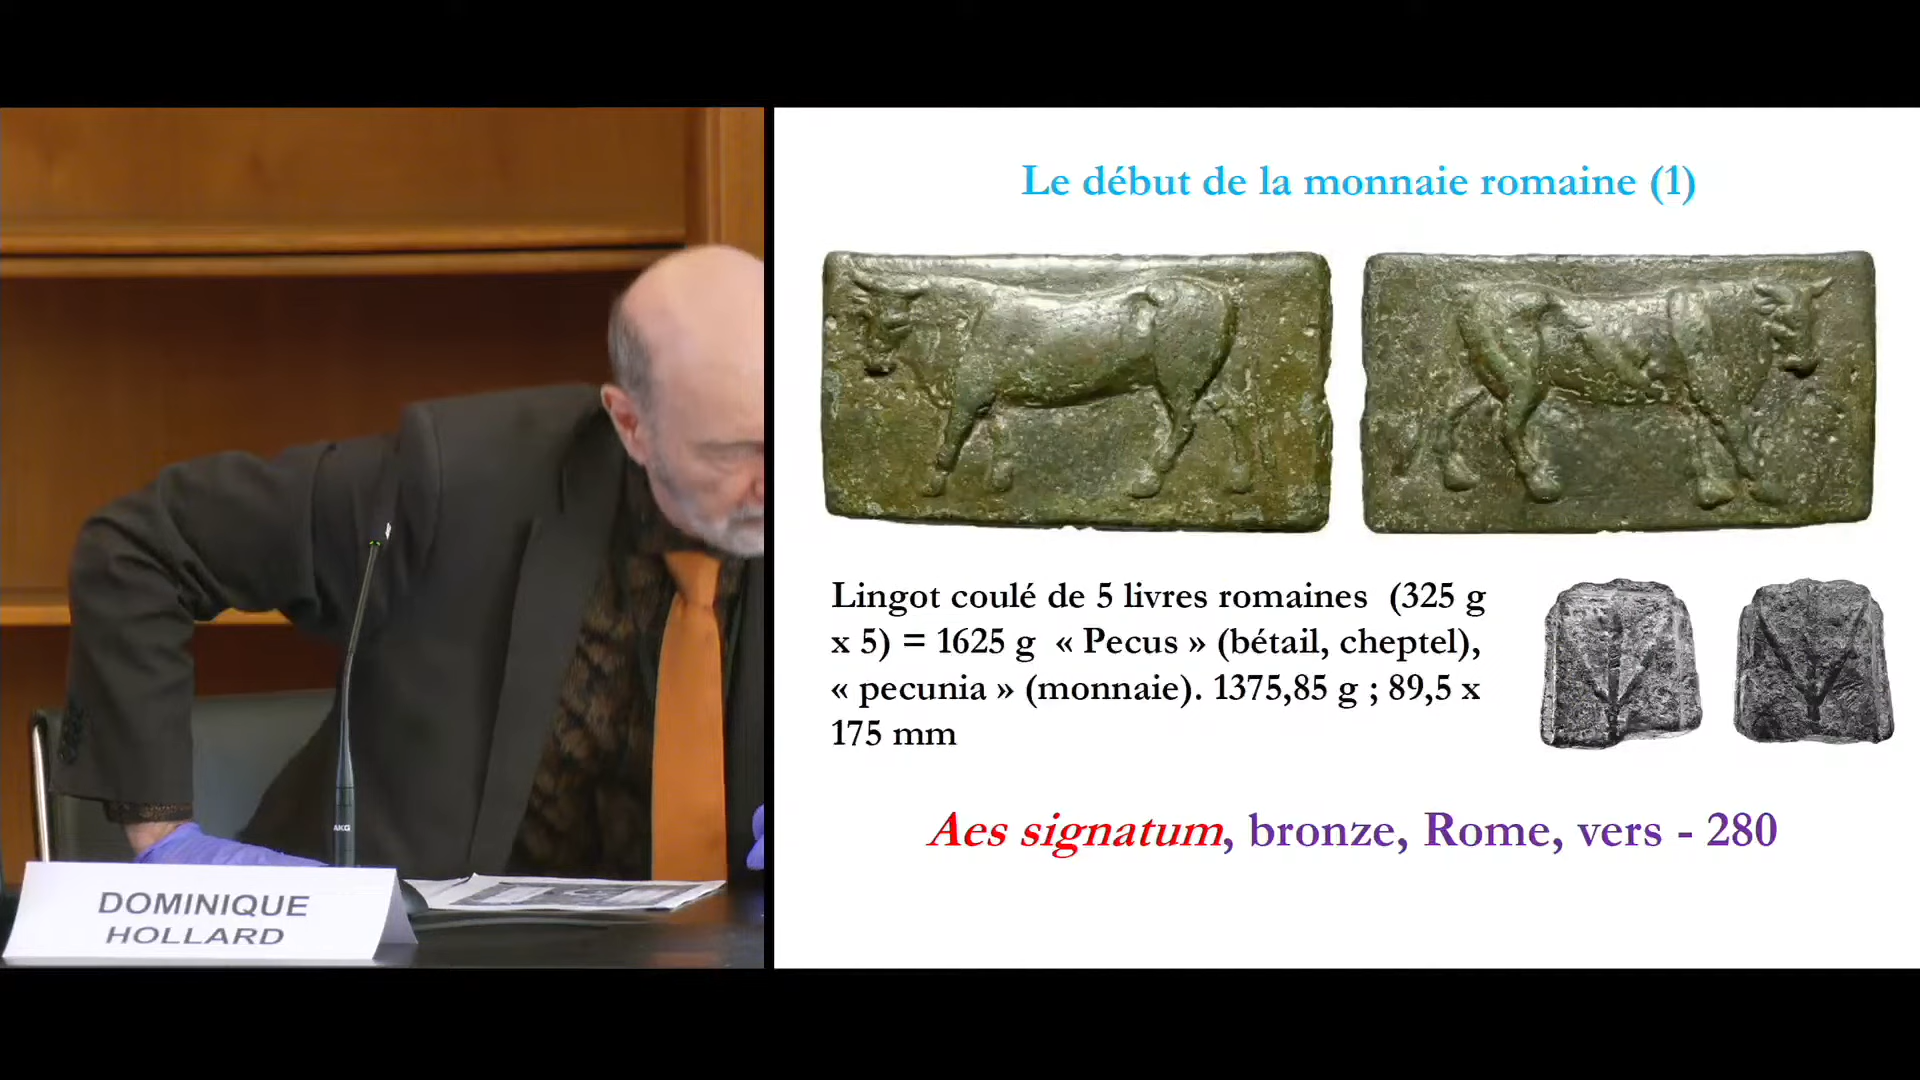 Le début de la monnaie romaine (1)
Lingot coulé de 5 livres romaines (325 g
x 5) = 1625 g « Pecus » (bétail, cheptel),
« pecunia » (monnaie). 1375,85 g ; 89,5 x
175 mm
Aes signatum, bronze, Rome, vers - 280
AKG
DOMINIQUE
HOLLARD